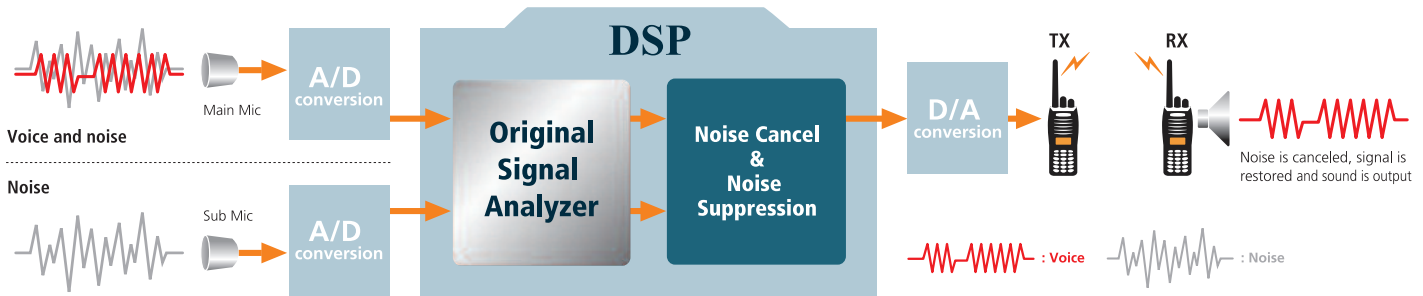 DSP
TX
RX
A/D
conversion
Main Mic
Voice and noise
Original
Signal
Analyzer
Noise Cancel
&
Noise
Suppression
D/A
conversion
Noise is canceled, signal is
restored and sound is output
Noise
Sub Mic
A/D
conversion
: Voice
: Noise